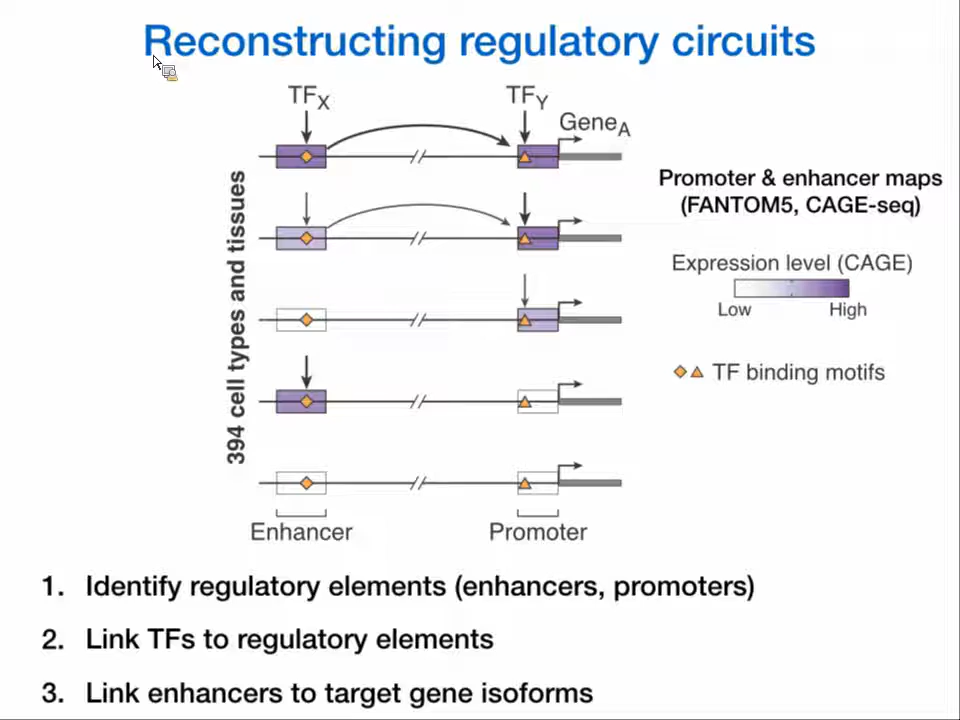 Reconstructing regulatory circuits
TFX
TFY
GeneA
394 cell types and tissues
Promoter & enhancer maps
(FANTOM5, CAGE-seq)
Expression level (CAGE)
Low
High
TF binding motifs
Enhancer
Promoter
1. Identify regulatory elements (enhancers, promoters)
2. Link TFs to regulatory elements
3. Link enhancers to target gene isoforms